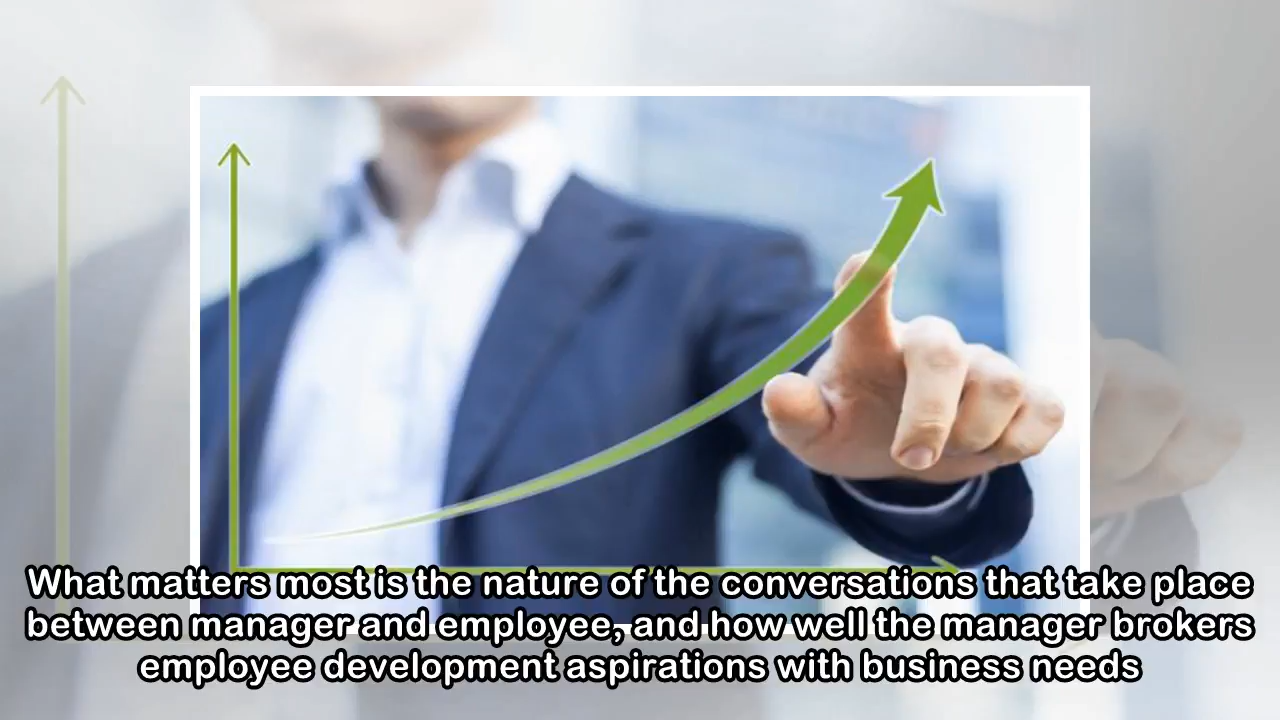 What matters most is the nature of the conversations that take place
between manager and employee, and how well the manager brokers
employee development aspirations with business needs